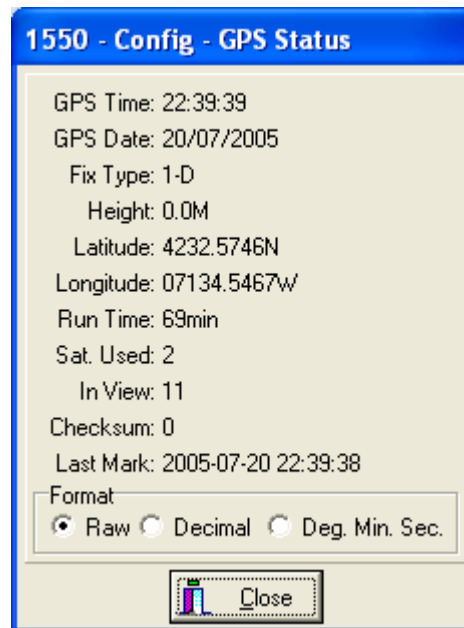 1550 - Config - GPS Status
GPS Time: 22:39:39
GPS Date: 20/07/2005
Fix Type: 1-D
Height: 0.0M
Latitude: 4232.5746N
Longitude: 07134.5467W
Run Time: 69min
Sat. Used: 2
In View: 11
Checksum: 0
Last Mark: 2005-07-20 22:39:38
Format
Raw Decimal Deg. Min. Sec.
Close